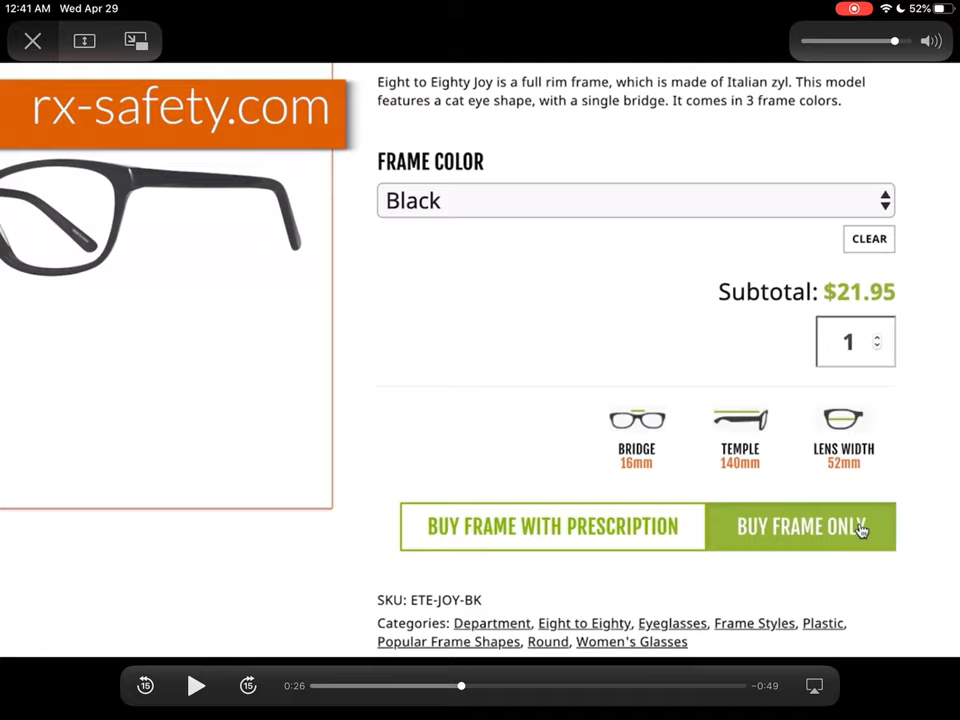 12:41 AM Wed Apr 29
52%
rx-safety.com
Eight to Eighty Joy is a full rim frame, which is made of Italian zyl. This model
features a cat eye shape, with a single bridge. It comes in 3 frame colors.
FRAME COLOR
Black
CLEAR
Subtotal: $21.95
1
BRIDGE
16mm
TEMPLE
140mm
LENS WIDTH
52mm
BUY FRAME WITH PRESCRIPTION
BUY FRAME ONLY
SKU: ETE-JOY-BK
Categories: Department, Eight to Eighty, Eyeglasses, Frame Styles, Plastic,
Popular Frame Shapes, Round, Women's Glasses
15
15
0:26
-0:49